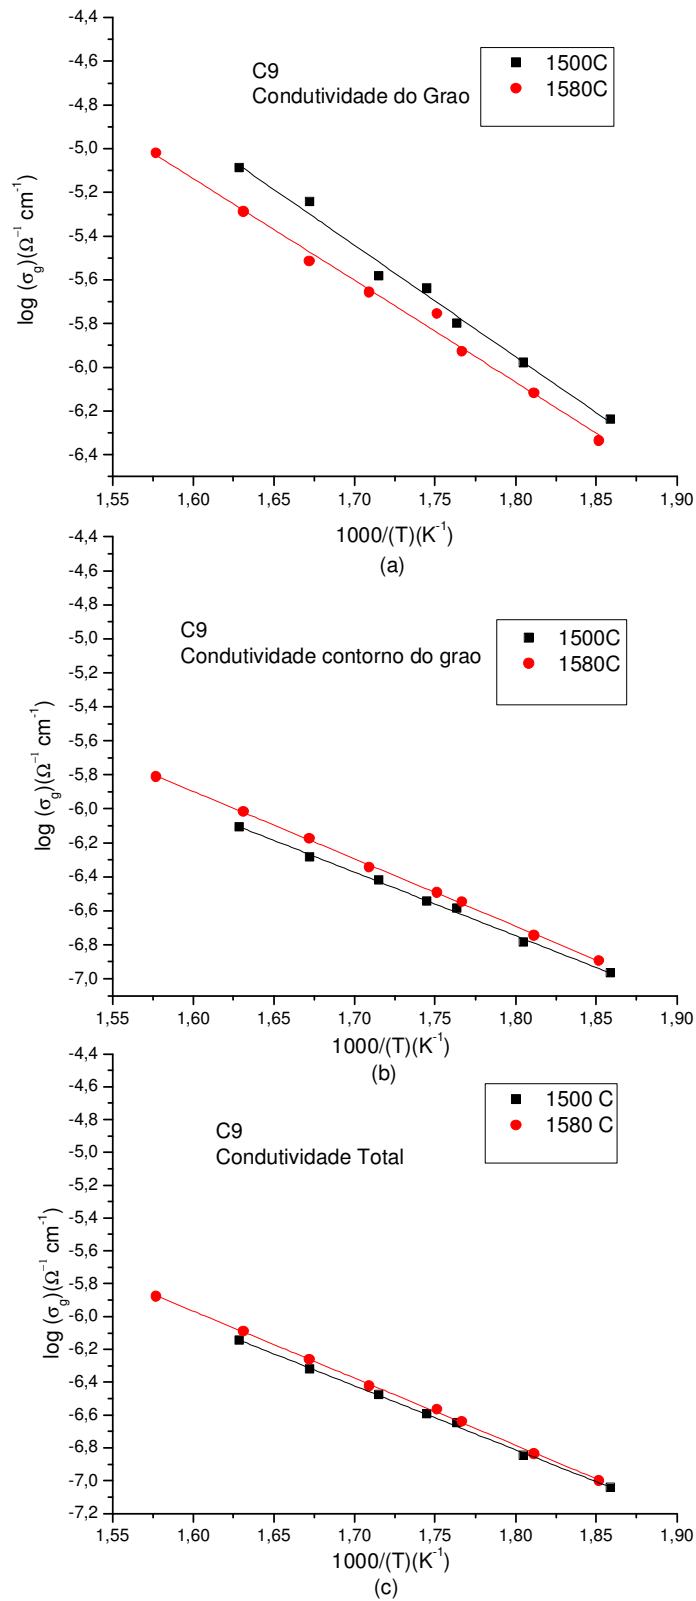 -4,4
-4,6
-4,8
-5,0
-5,2
-5,4
-5,6
-5,8
-6,0
-6,2
-6,4
log (σg)(Ω⁻¹ cm⁻¹)
C9
Condutividade do Grao
1500C
1580C
1,55 1,60 1,65 1,70 1,75 1,80 1,85 1,90
1000/(T)(K⁻¹)
(a)
-4,4
-4,6
-4,8
-5,0
-5,2
-5,4
-5,6
-5,8
-6,0
-6,2
-6,4
-6,6
-6,8
-7,0
log (σg)(Ω⁻¹ cm⁻¹)
C9
Condutividade contorno do grao
1500C
1580C
1,55 1,60 1,65 1,70 1,75 1,80 1,85 1,90
1000/(T)(K⁻¹)
(b)
-4,4
-4,6
-4,8
-5,0
-5,2
-5,4
-5,6
-5,8
-6,0
-6,2
-6,4
-6,6
-6,8
-7,0
-7,2
log (σg)(Ω⁻¹ cm⁻¹)
C9
Condutividade Total
1500 C
1580 C
1,55 1,60 1,65 1,70 1,75 1,80 1,85 1,90
1000/(T)(K⁻¹)
(c)